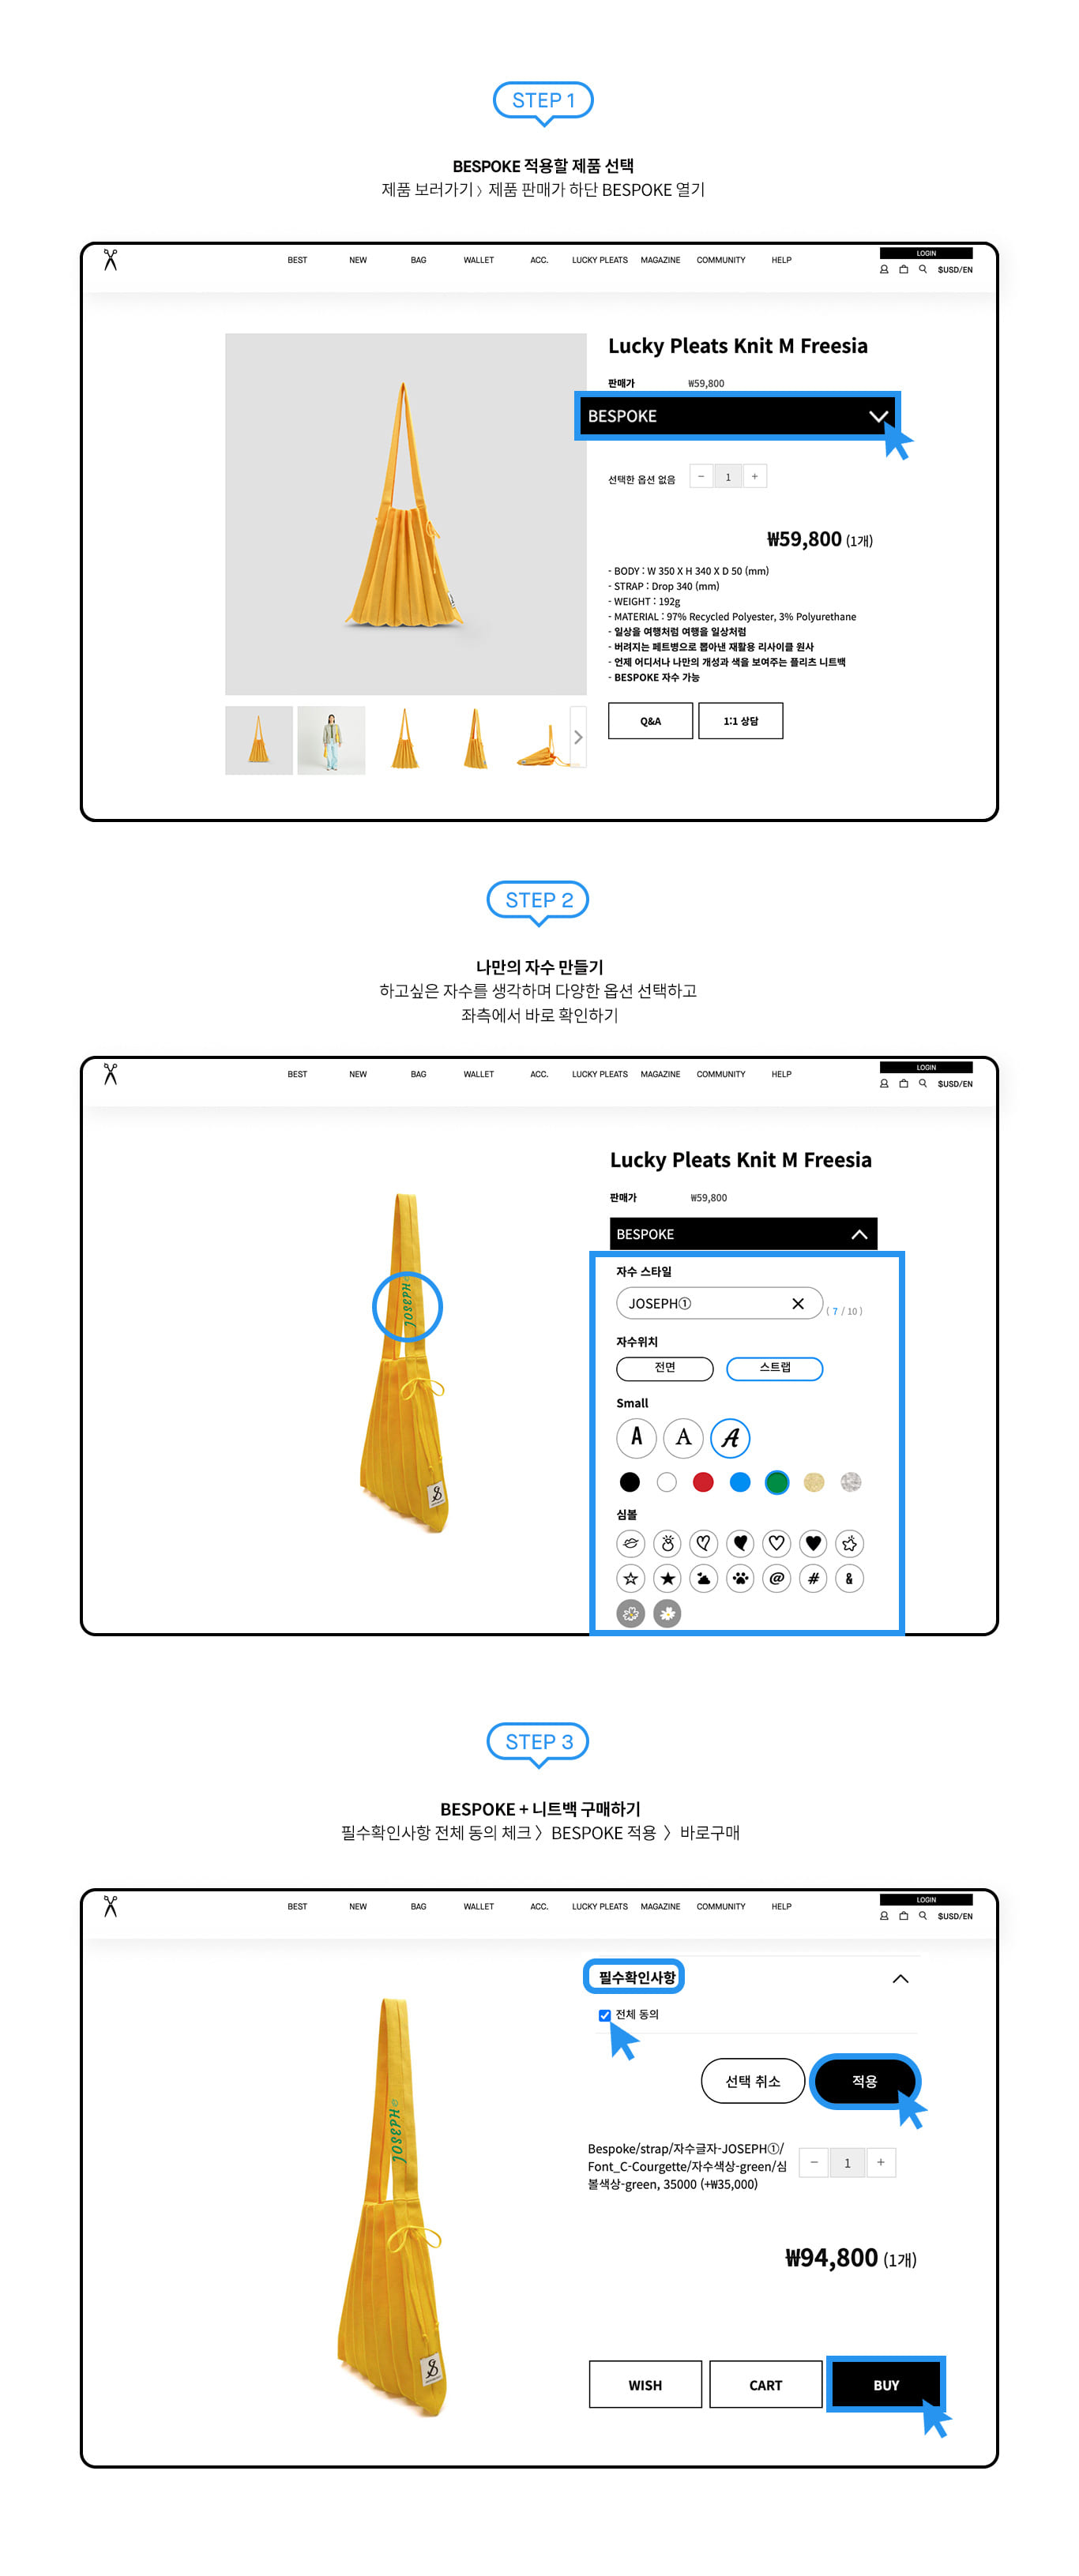 STEP 1
BESPOKE 적용할 제품 선택
제품 보러가기 〉 제품 판매가 하단 BESPOKE 열기
BEST NEW BAG WALLET ACC. LUCKY PLEATS MAGAZINE COMMUNITY HELP
LOGIN
$USD/EN
Lucky Pleats Knit M Freesia
판매가 ₩59,800
BESPOKE
선택한 옵션 없음 − 1 +
₩59,800 (1개)
- BODY : W 350 X H 340 X D 50 (mm)
- STRAP : Drop 340 (mm)
- WEIGHT : 192g
- MATERIAL : 97% Recycled Polyester, 3% Polyurethane
- 일상을 여행처럼 여행을 일상처럼
- 버려지는 페트병으로 뽑아낸 재활용 리사이클 원사
- 언제 어디서나 나만의 개성과 색을 보여주는 플리츠 니트백
- BESPOKE 자수 가능
Q&A 1:1 상담
STEP 2
나만의 자수 만들기
하고싶은 자수를 생각하며 다양한 옵션 선택하고
좌측에서 바로 확인하기
BEST NEW BAG WALLET ACC. LUCKY PLEATS MAGAZINE COMMUNITY HELP
LOGIN
$USD/EN
JOSEPH
Lucky Pleats Knit M Freesia
판매가 ₩59,800
BESPOKE
자수 스타일
JOSEPH① ( 7 / 10 )
자수위치
전면 스트랩
Small
A A A
심볼
@ # &
STEP 3
BESPOKE + 니트백 구매하기
필수확인사항 전체 동의 체크 〉 BESPOKE 적용 〉 바로구매
BEST NEW BAG WALLET ACC. LUCKY PLEATS MAGAZINE COMMUNITY HELP
LOGIN
$USD/EN
JOSEPH
필수확인사항
전체 동의
선택 취소 적용
Bespoke/strap/자수글자-JOSEPH①/
Font_C-Courgette/자수색상-green/심
볼색상-green, 35000 (+₩35,000)
− 1 +
₩94,800 (1개)
WISH CART BUY